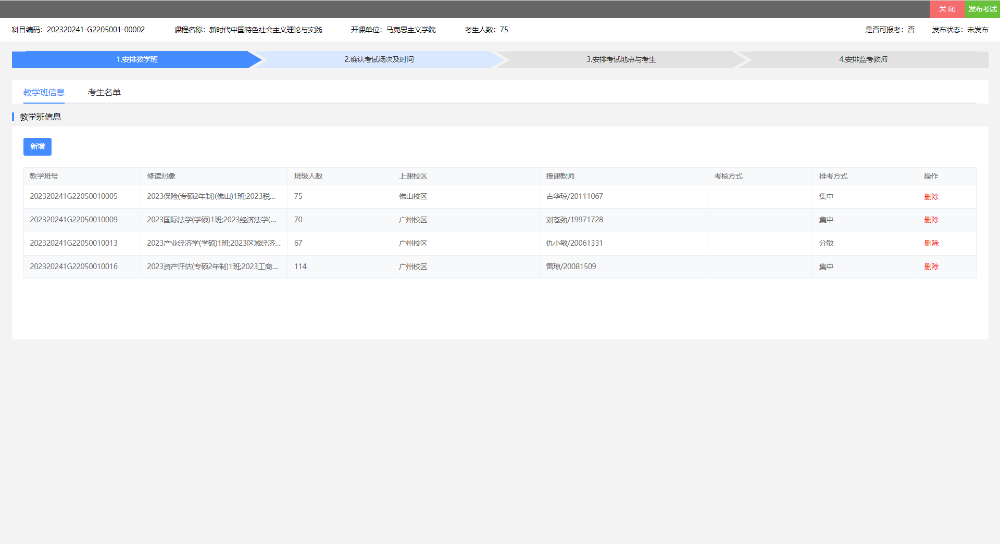 关 闭 发布考试
科目编码：202320241-G2205001-00002 课程名称：新时代中国特色社会主义理论与实践 开课单位：马克思主义学院 考生人数：75 是否可报考：否 发布状态：未发布
1.安排教学班 2.确认考试场次及时间 3.安排考试地点与考生 4.安排监考教师
教学班信息 考生名单
教学班信息
新增
教学班号 修读对象 班级人数 上课校区 授课教师 考核方式 排考方式 操作
202320241G22050010005 2023保险(专硕2年制)(佛山)1班;2023税... 75 佛山校区 古华琼/20111067 集中 删除
202320241G22050010009 2023国际法学(学硕)1班;2023经济法学(... 70 广州校区 刘苍劲/19971728 集中 删除
202320241G22050010013 2023产业经济学(学硕)1班;2023区域经济... 67 广州校区 仇小敏/20061331 分散 删除
202320241G22050010016 2023资产评估(专硕2年制)1班;2023工商... 114 广州校区 雷琼/20081509 集中 删除